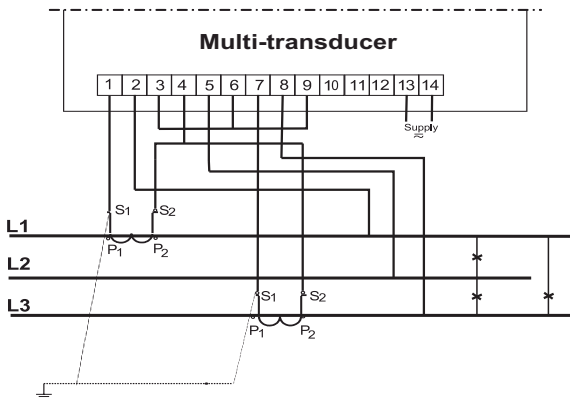 Multi-transducer
1 2 3 4 5 6 7 8 9 10 11 12 13 14
Supply
S1 S2
L1
P1 P2
L2
S1 S2
L3
P1 P2